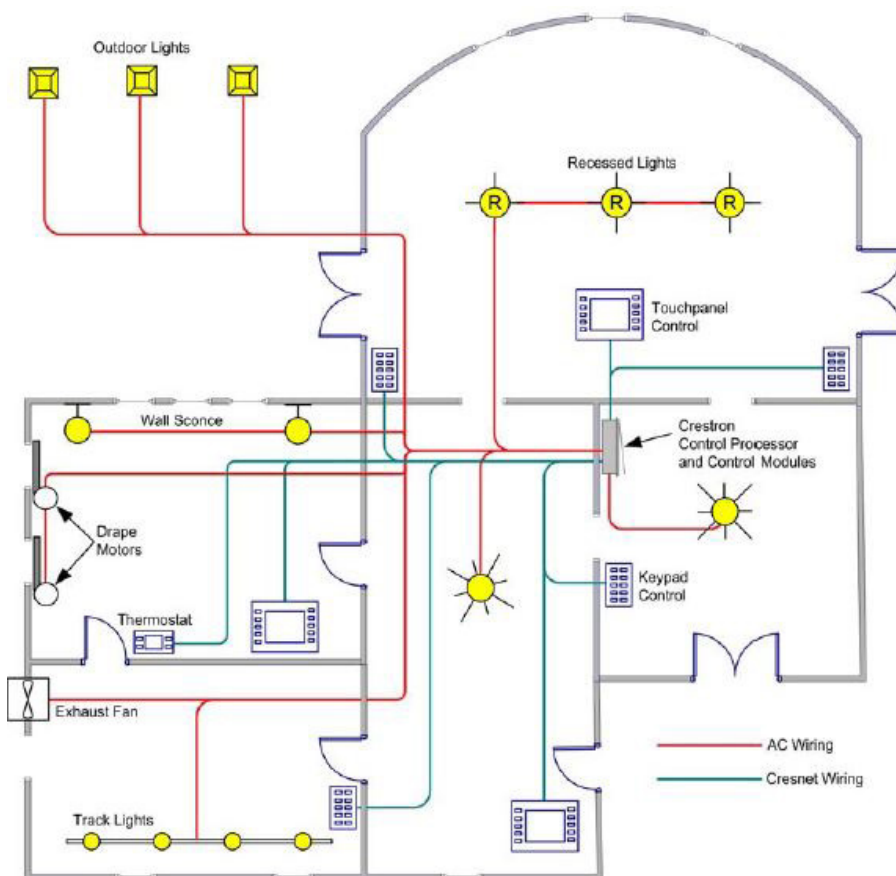 Outdoor Lights
Recessed Lights
R
R
R
Touchpanel
Control
Wall Sconce
Crestron
Control Processor
and Control Modules
Drape
Motors
Keypad
Control
Thermostat
Exhaust Fan
AC Wiring
Cresnet Wiring
Track Lights